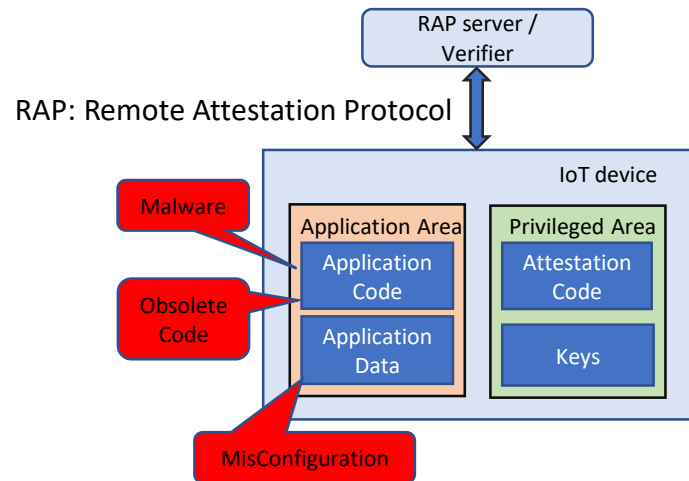 RAP server /
Verifier
RAP: Remote Attestation Protocol
IoT device
Malware
Application Area
Privileged Area
Application
Code
Attestation
Code
Obsolete
Code
Application
Data
Keys
MisConfiguration